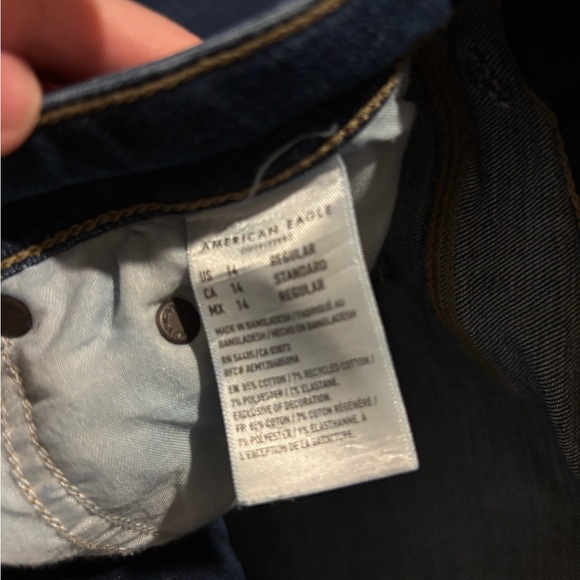 AMERICAN EAGLE
OUTFITTERS
US 14 REGULAR
CA 14 STANDARD
MX 14 REGULAR
MADE IN BANGLADESH / FABRIQUÉ AU
BANGLADESH / HECHO EN BANGLADESH
RN 54485/CA 03873
RFC#
EN 85% COTTON / 7% RECYCLED COTTON /
7% POLYESTER / 1% ELASTANE.
EXCLUSIVE OF DECORATION.
FR 85% COTON / 7% COTON RÉGÉNÉRÉ /
7% POLYESTER / 1% ÉLASTHANNE. À
L'EXCEPTION DE LA GARNITURE.